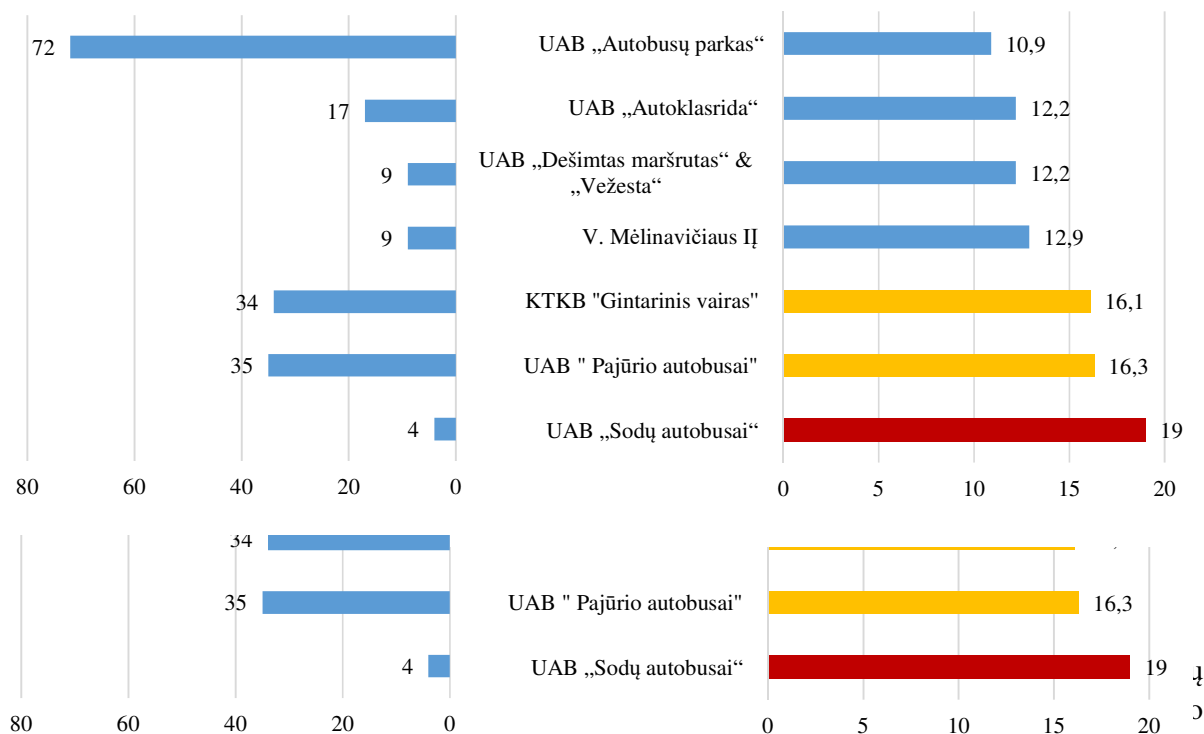 72 UAB „Autobusų parkas“ 10,9
17 UAB „Autoklasrida“ 12,2
9 UAB „Dešimtas maršrutas“ & „Vežesta“ 12,2
9 V. Mėlinavičiaus IĮ 12,9
34 KTKB "Gintarinis vairas" 16,1
35 UAB " Pajūrio autobusai" 16,3
4 UAB „Sodų autobusai“ 19
80 60 40 20 0 0 5 10 15 20
34
35 UAB " Pajūrio autobusai" 16,3
4 UAB „Sodų autobusai“ 19
ų
80 60 40 20 0 0 5 10 15 20